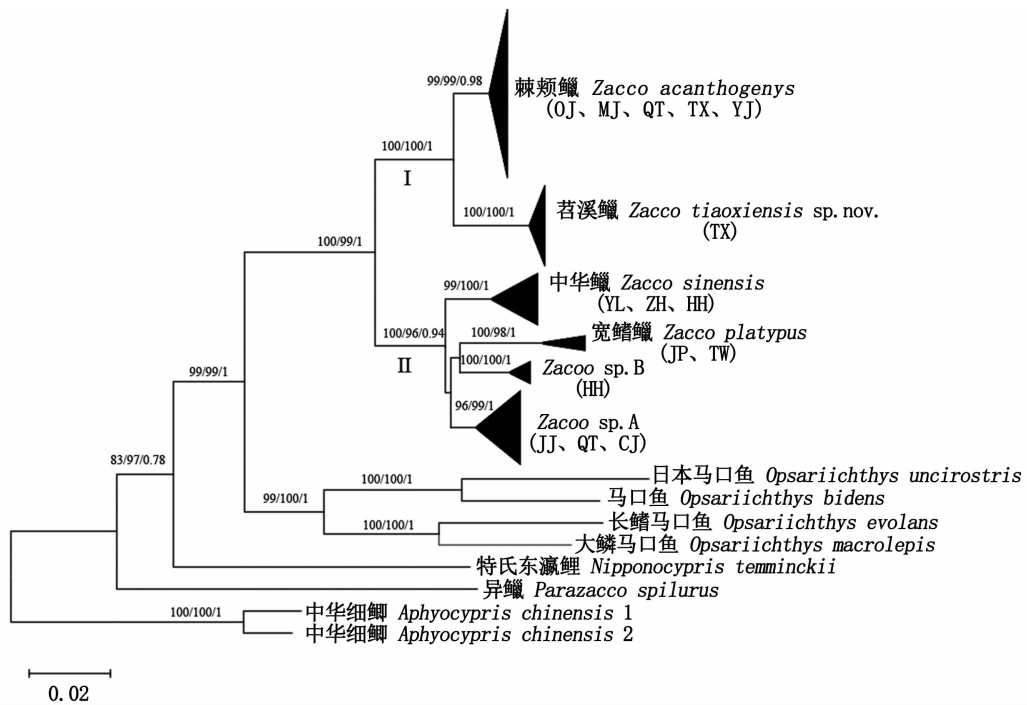 99/99/0.98
棘颊鱲 Zacco acanthogenys
(OJ、MJ、QT、TX、YJ)
100/100/1
I
100/100/1
苕溪鱲 Zacco tiaoxiensis sp.nov.
(TX)
100/99/1
99/100/1
中华鱲 Zacco sinensis
(YL、ZH、HH)
100/96/0.94
II
100/98/1
宽鳍鱲 Zacco platypus
(JP、TW)
100/100/1
Zacoo sp.B
(HH)
96/99/1
Zacoo sp.A
(JJ、QT、CJ)
99/99/1
83/97/0.78
99/100/1
100/100/1
日本马口鱼 Opsariichthys uncirostris
马口鱼 Opsariichthys bidens
100/100/1
长鳍马口鱼 Opsariichthys evolans
大鳞马口鱼 Opsariichthys macrolepis
特氏东瀛鲤 Nipponocypris temminckii
异鱲 Parazacco spilurus
100/100/1
中华细鲫 Aphyocypris chinensis 1
中华细鲫 Aphyocypris chinensis 2
0.02